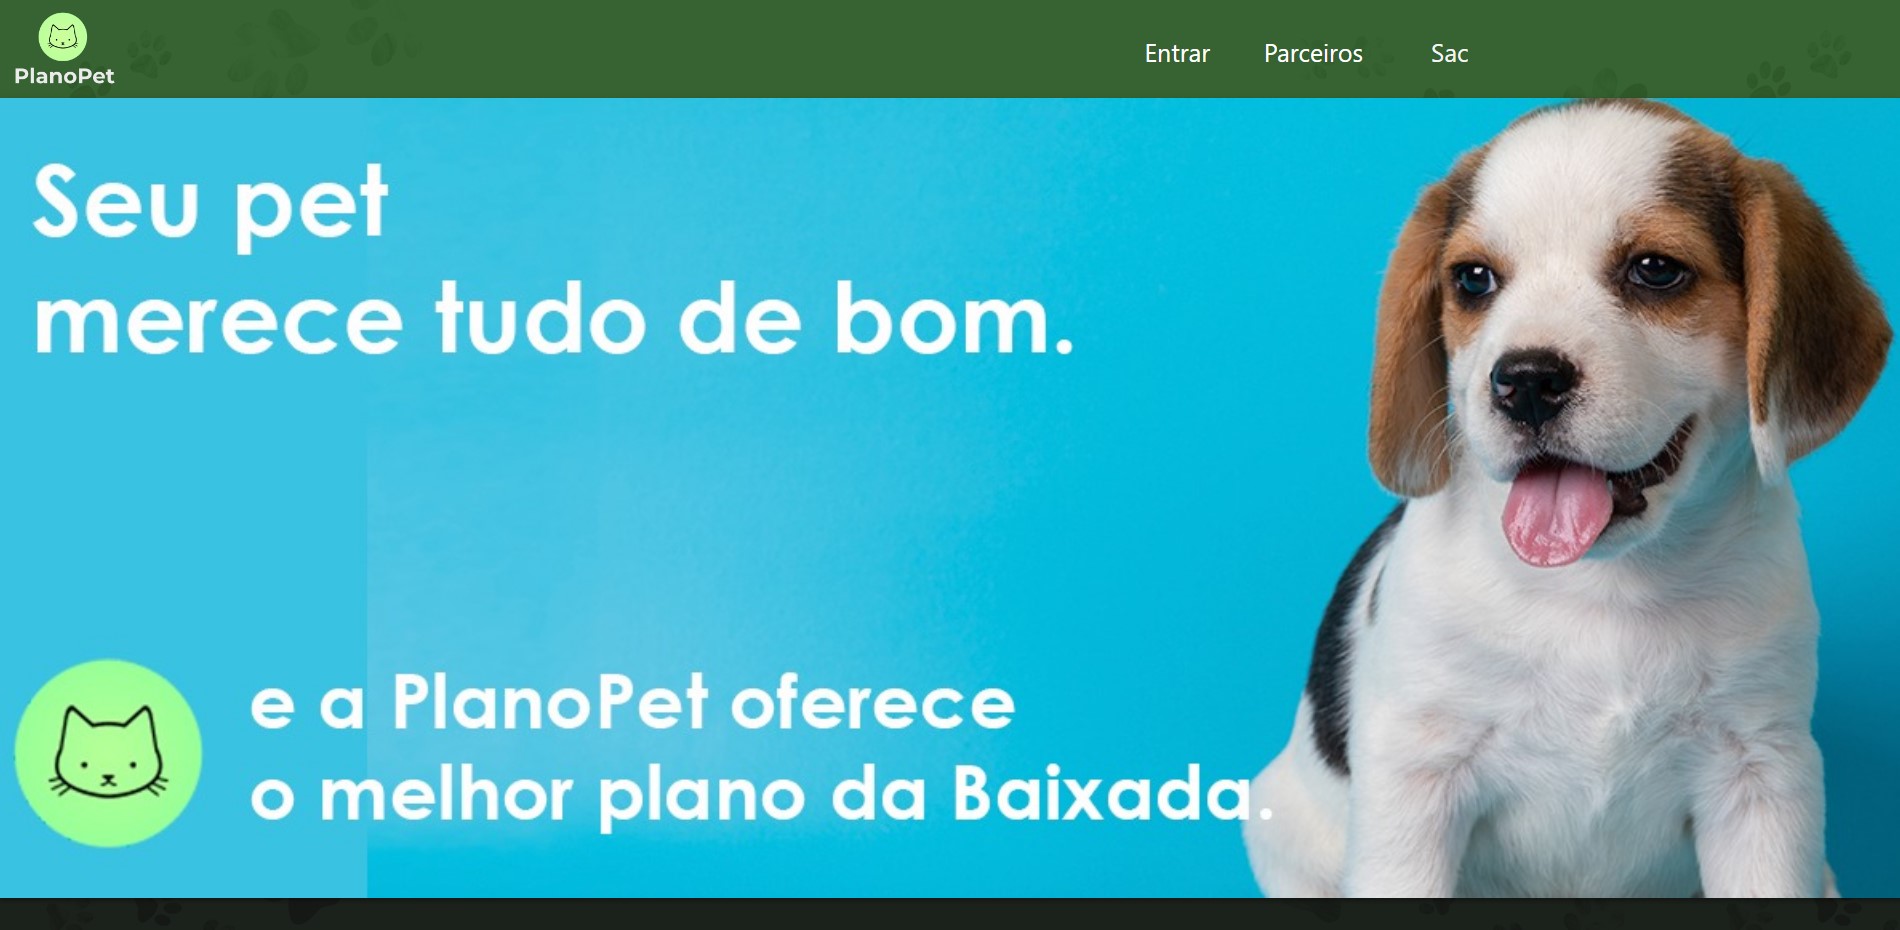 PlanoPet
Entrar Parceiros Sac
Seu pet
merece tudo de bom.
e a PlanoPet oferece
o melhor plano da Baixada.